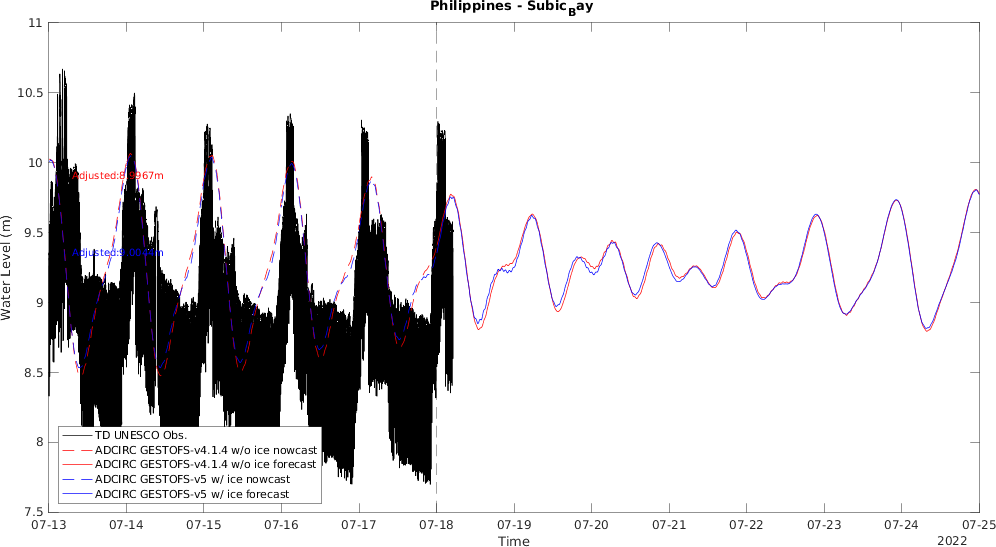 Philippines - Subic_Bay
11
10.5
10
9.5
9
8.5
8
7.5
Water Level (m)
TD UNESCO Obs.
ADCIRC GESTOFS-v4.1.4 w/o ice nowcast
ADCIRC GESTOFS-v4.1.4 w/o ice forecast
ADCIRC GESTOFS-v5 w/ ice nowcast
ADCIRC GESTOFS-v5 w/ ice forecast
07-13 07-14 07-15 07-16 07-17 07-18 07-19 07-20 07-21 07-22 07-23 07-24 07-25
Time
2022